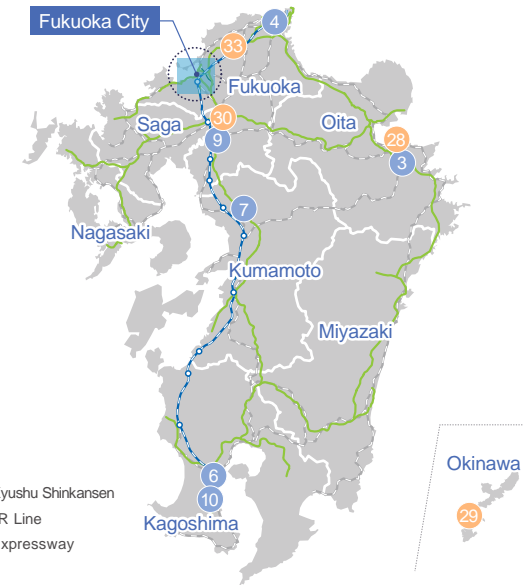 Fukuoka City
4
33
Fukuoka
30
Saga
Oita
28
9
3
7
Nagasaki
Kumamoto
Miyazaki
Okinawa
6
yushu Shinkansen
10
29
R Line
Kagoshima
xpressway